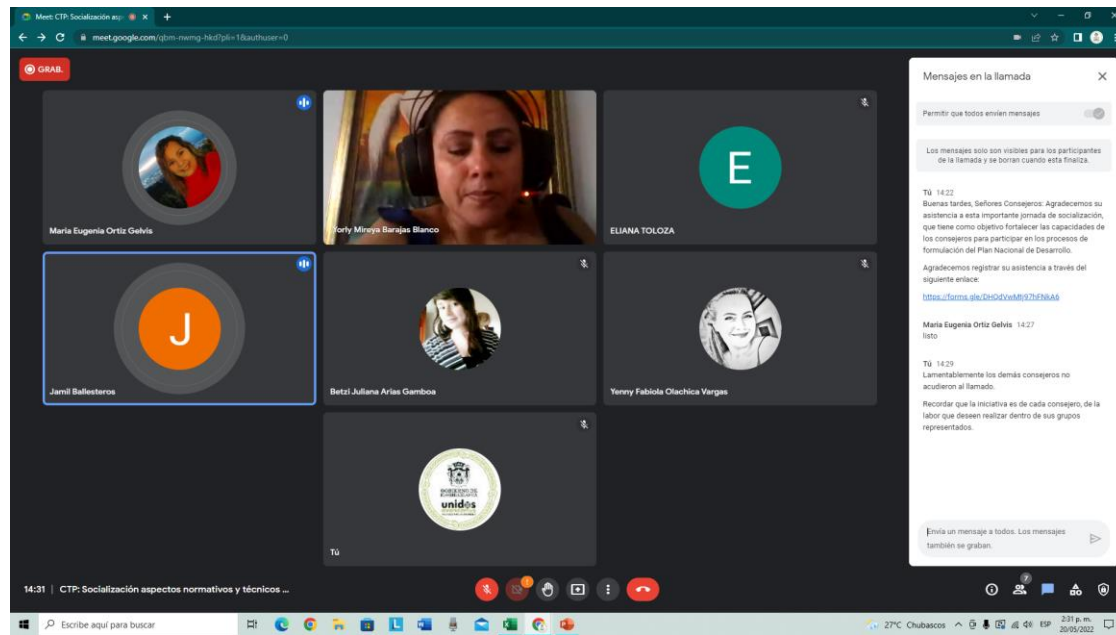 Meet: CTP: Socialización asp
meet.google.com/qbm-nwmg-hkd?pli=1&authuser=0
GRAB.
Maria Eugenia Ortiz Gelvis
Yorly Mireya Barajas Blanco
E
ELIANA TOLOZA
J
Jamil Ballesteros
Betzi Juliana Arias Gamboa
Yenny Fabiola Olachica Vargas
unidos
Tú
Mensajes en la llamada
Permitir que todos envíen mensajes
Los mensajes solo son visibles para los participantes
de la llamada y se borran cuando esta finaliza.
Tú 14:22
Buenas tardes, Señores Consejeros: Agradecemos su
asistencia a esta importante jornada de socialización,
que tiene como objetivo fortalecer las capacidades de
los consejeros para participar en los procesos de
formulación del Plan Nacional de Desarrollo.
Agradecemos registrar su asistencia a través del
siguiente enlace:
Maria Eugenia Ortiz Gelvis 14:27
listo
Tú 14:29
Lamentablemente los demás consejeros no
acudieron al llamado.
Recordar que la iniciativa es de cada consejero, de la
labor que deseen realizar dentro de sus grupos
representados.
Envía un mensaje a todos. Los mensajes
también se graban.
14:31 | CTP: Socialización aspectos normativos y técnicos ...
7
Escribe aquí para buscar
27°C Chubascos
ESP
2:31 p. m.
20/05/2022